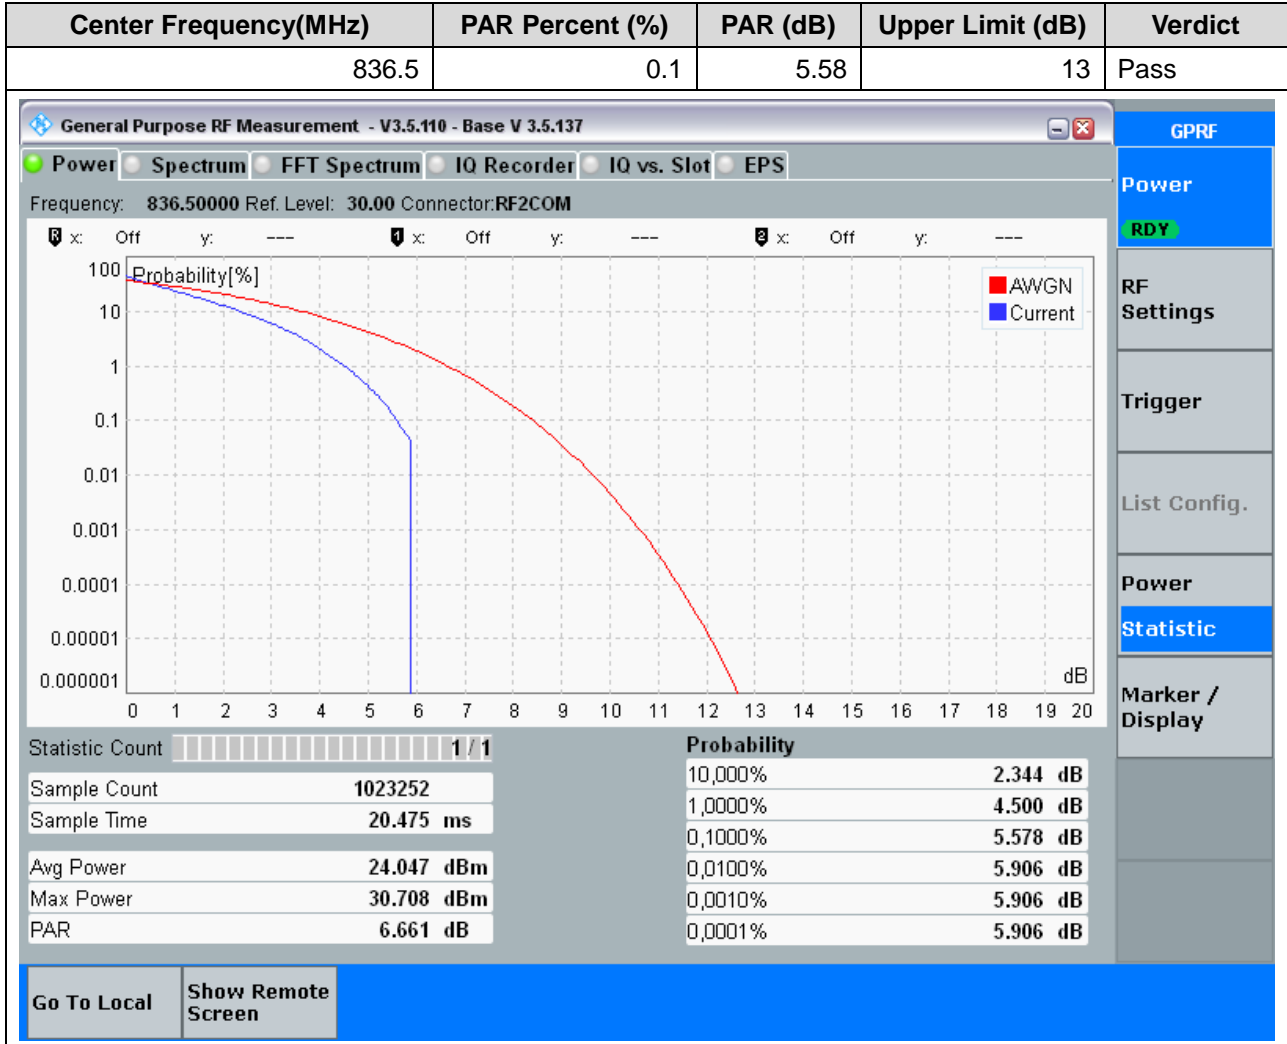 Center Frequency(MHz) PAR Percent (%) PAR (dB) Upper Limit (dB) Verdict
836.5 0.1 5.58 13 Pass
General Purpose RF Measurement - V3.5.110 - Base V 3.5.137
GPRF
Power Spectrum FFT Spectrum IQ Recorder IQ vs. Slot EPS
Frequency: 836.50000 Ref. Level: 30.00 Connector:RF2COM
R x: Off y: --- 1 x: Off y: --- 2 x: Off y: ---
Probability[%]
AWGN
Current
100
10
1
0.1
0.01
0.001
0.0001
0.00001
0.000001
dB
0 1 2 3 4 5 6 7 8 9 10 11 12 13 14 15 16 17 18 19 20
Statistic Count 1 / 1
Sample Count 1023252
Sample Time 20.475 ms
Avg Power 24.047 dBm
Max Power 30.708 dBm
PAR 6.661 dB
Probability
10,000% 2.344 dB
1,0000% 4.500 dB
0,1000% 5.578 dB
0,0100% 5.906 dB
0,0010% 5.906 dB
0,0001% 5.906 dB
Power
RDY
RF
Settings
Trigger
List Config.
Power
Statistic
Marker /
Display
Go To Local
Show Remote
Screen